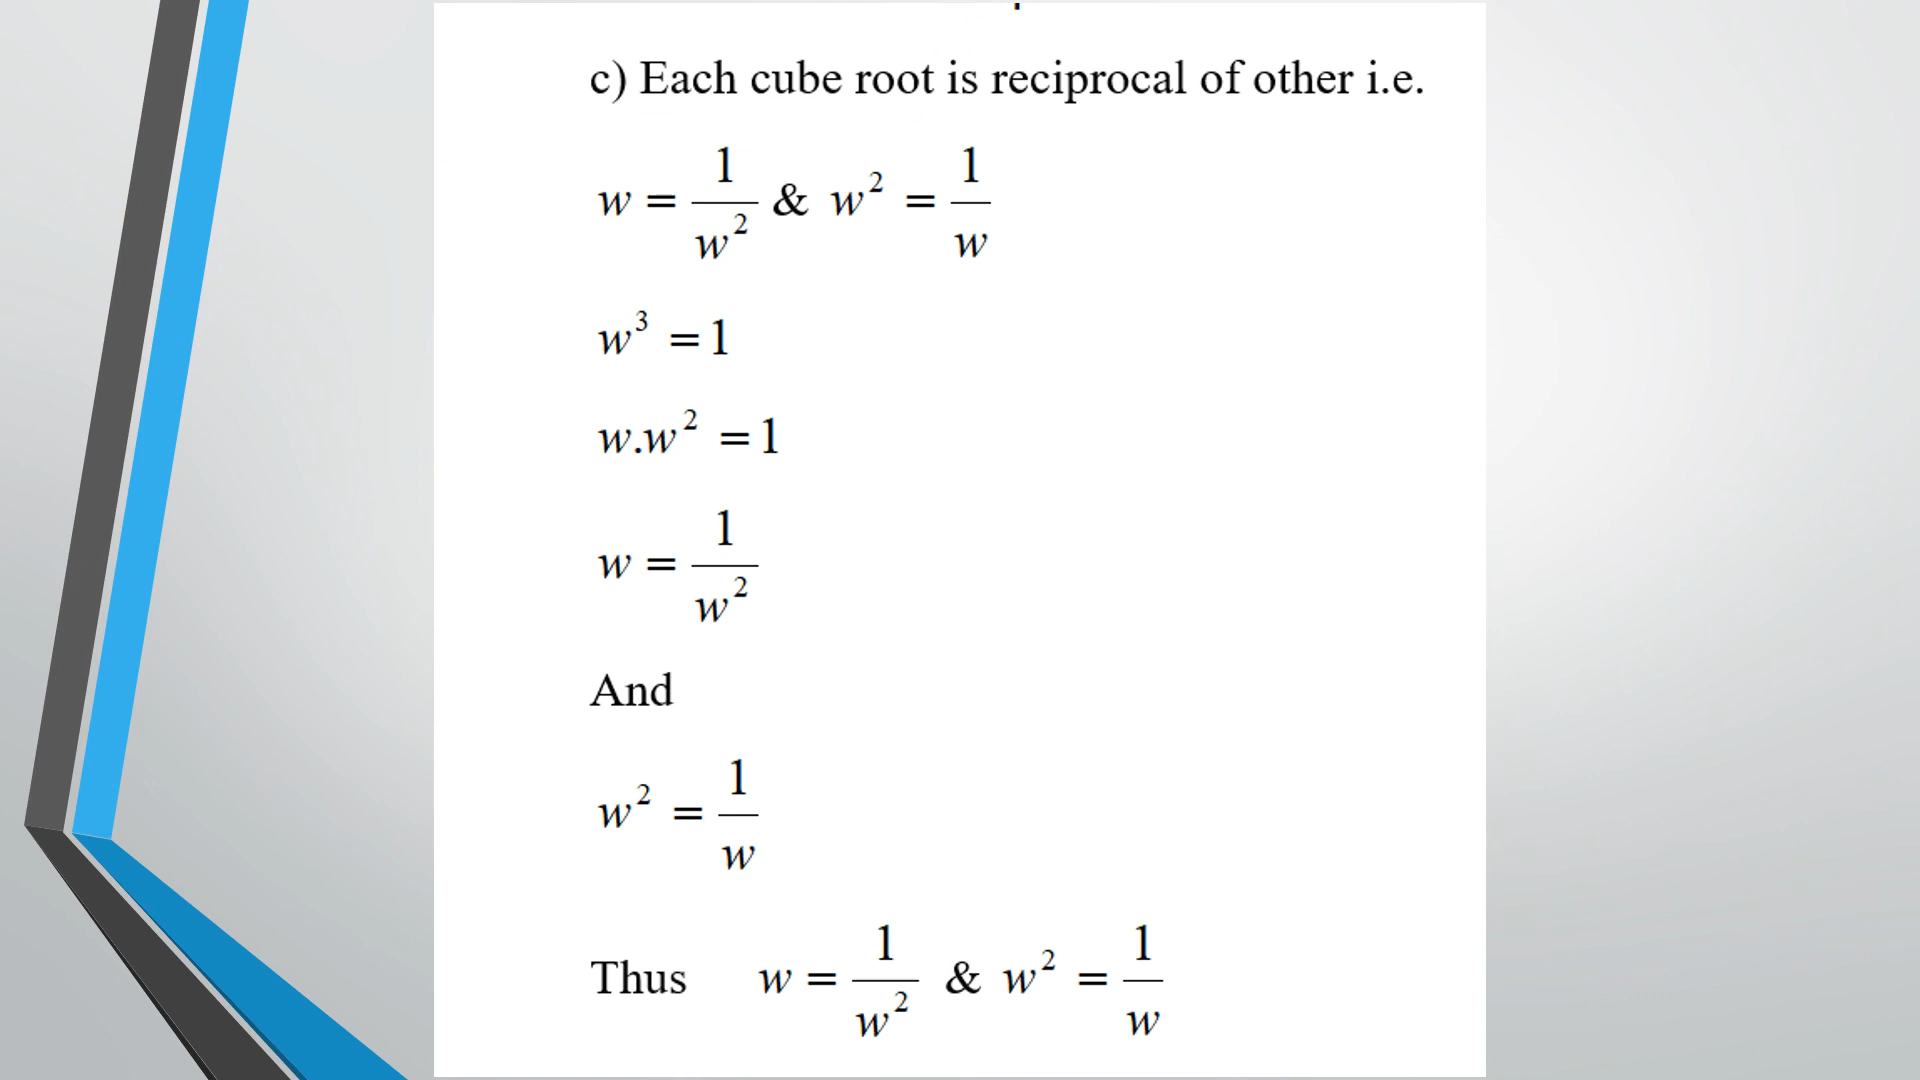 c) Each cube root is reciprocal of other i.e.
w = 1/w² & w² = 1/w
w³ = 1
w.w² = 1
w = 1/w²
And
w² = 1/w
Thus w = 1/w² & w² = 1/w